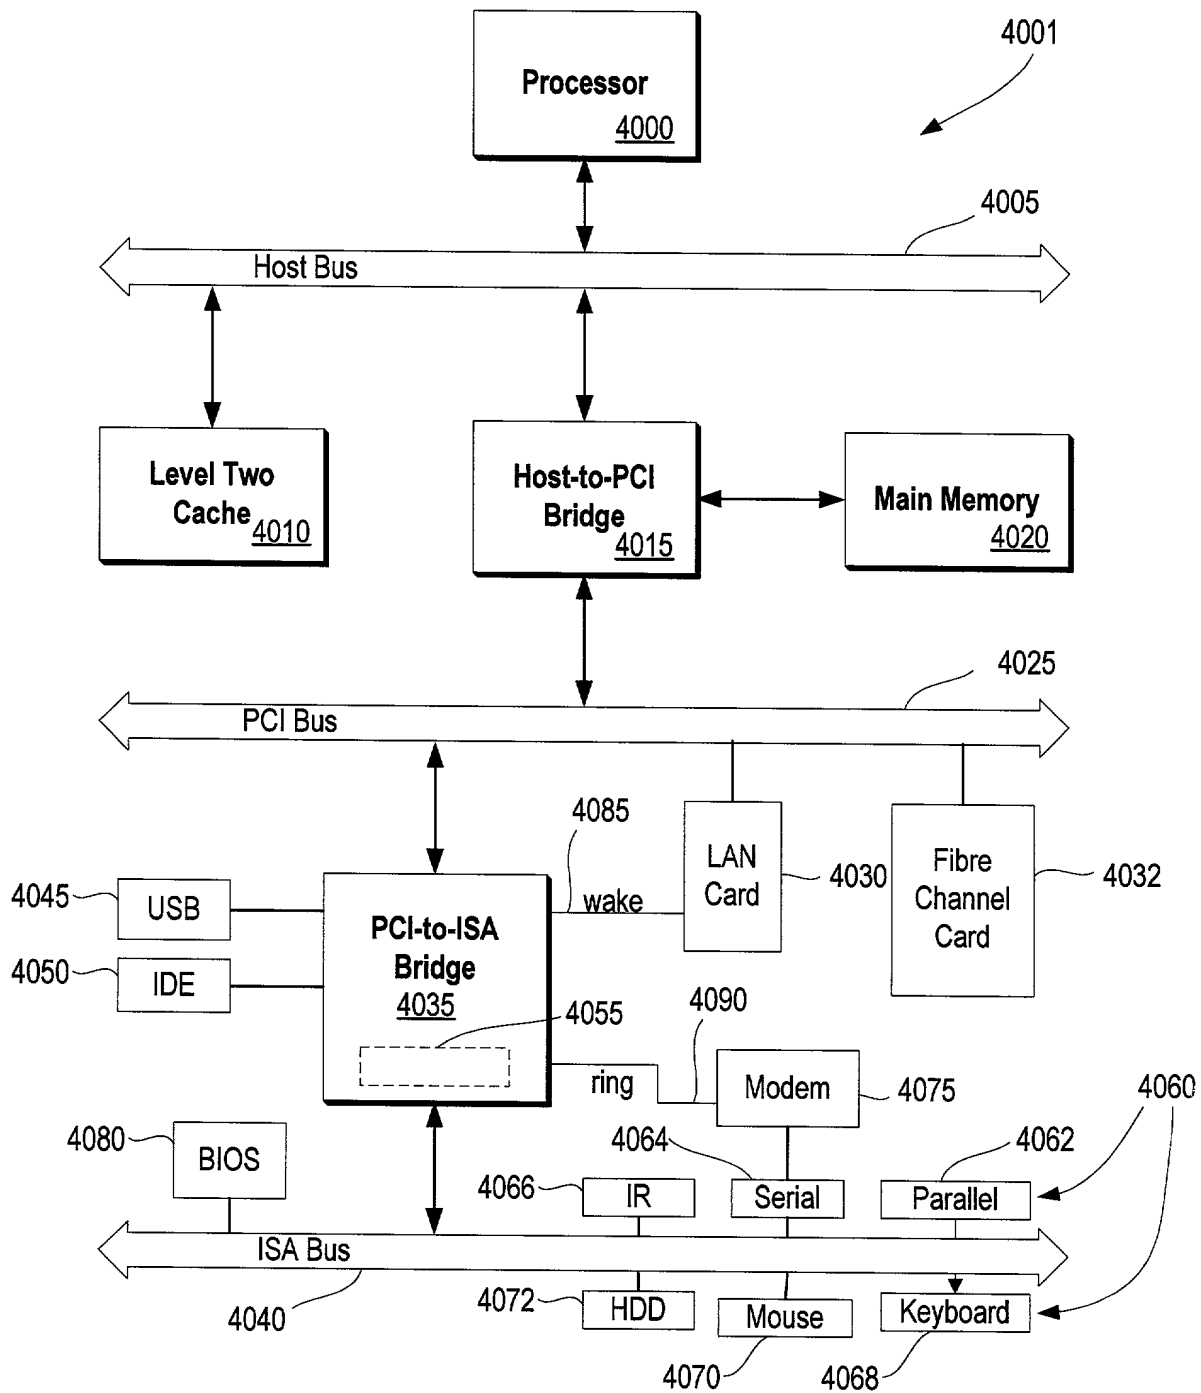 4001
Processor
4000
4005
Host Bus
Level Two
Cache
4010
Host-to-PCI
Bridge
4015
Main Memory
4020
4025
PCI Bus
4085
wake
LAN
Card
4030
Fibre
Channel
Card
4032
4045
USB
4050
IDE
PCI-to-ISA
Bridge
4035
4055
4090
ring
Modem
4075
4060
4080
BIOS
4064
4062
4066
IR
Serial
Parallel
ISA Bus
4040
4072
HDD
Mouse
Keyboard
4070
4068